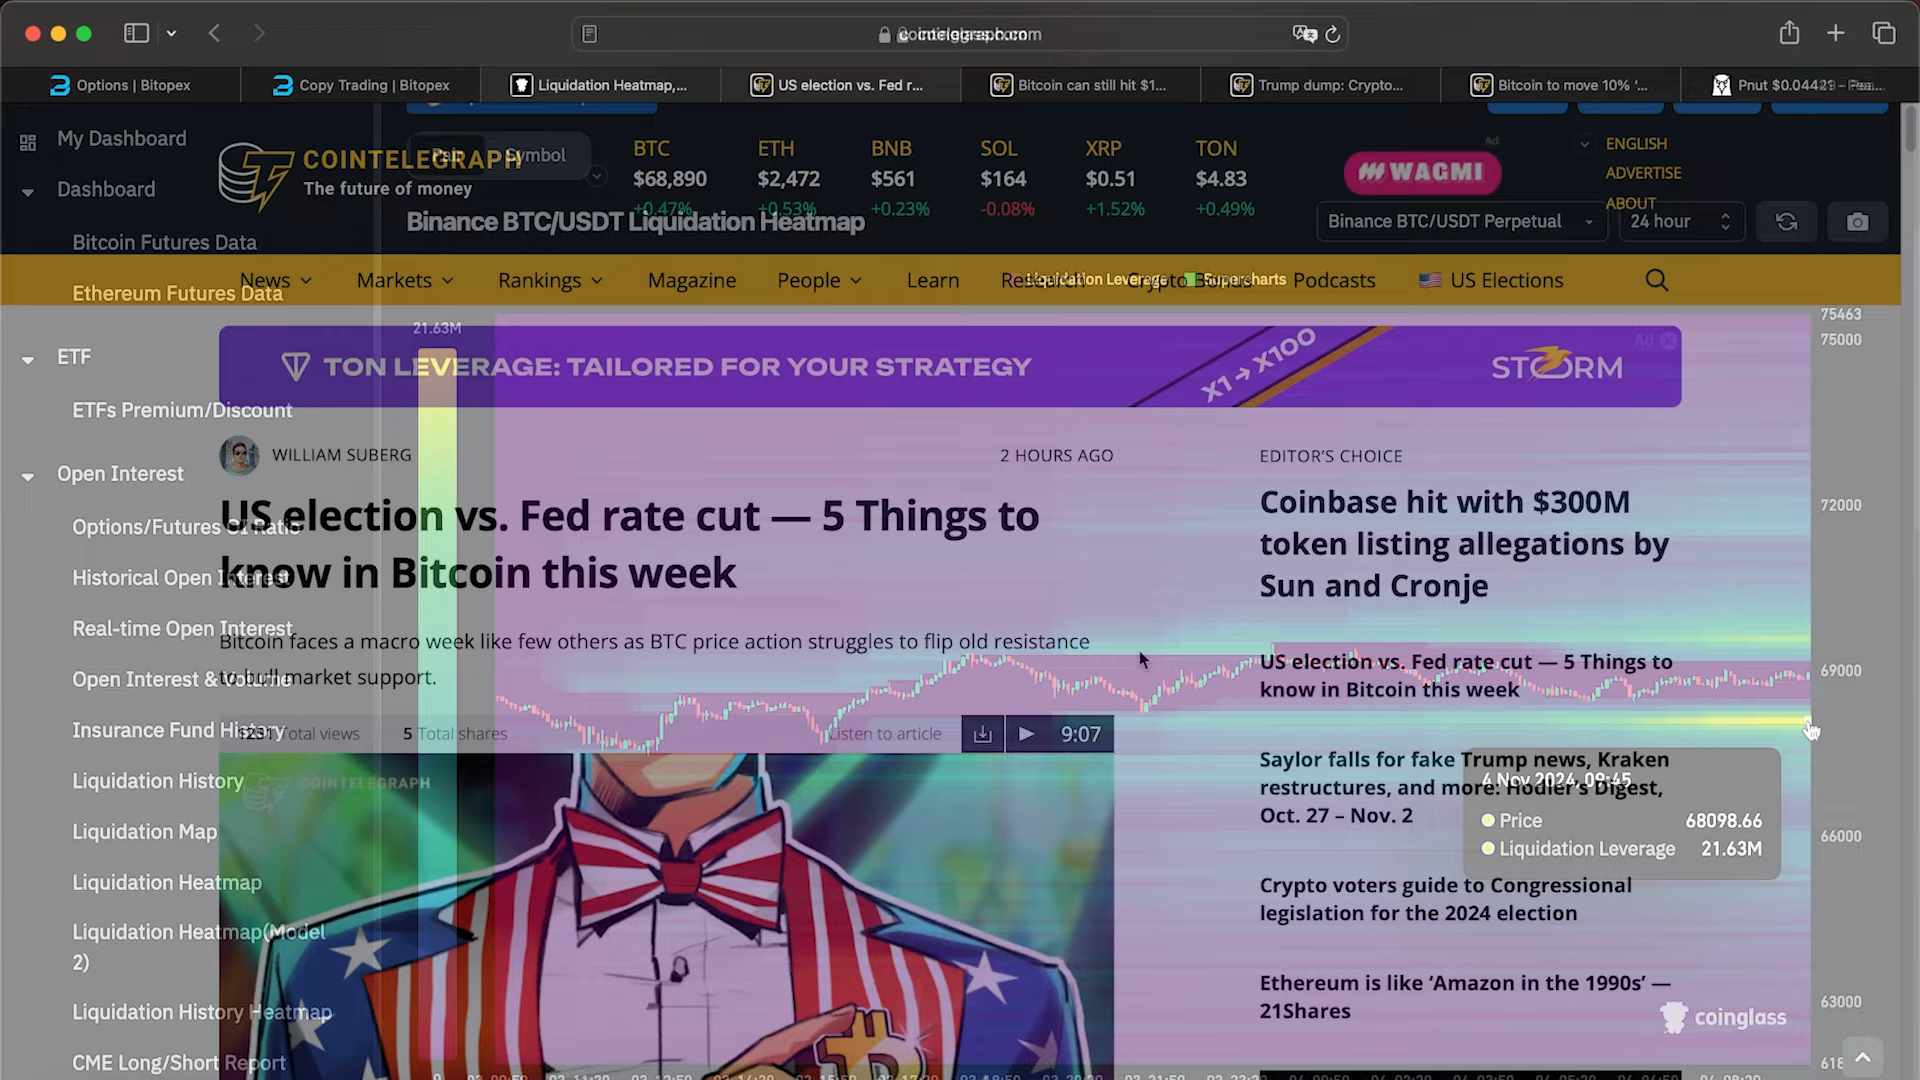 Options | Bitopex
Copy Trading | Bitopex
Liquidation Heatmap,...
US election vs. Fed r...
Bitcoin can still hit $1...
Trump dump: Crypto...
Bitcoin to move 10% '...
My Dashboard
Dashboard
Bitcoin Futures Data
Ethereum Futures Data
ETF
ETFs Premium/Discount
Open Interest
Options/Futures OI Ratio
Historical Open Interest
Real-time Open Interest
Open Interest & Volume
Insurance Fund History
Liquidation History
Liquidation Map
Liquidation Heatmap
Liquidation Heatmap(Model
2)
Liquidation History Heatmap
CME Long/Short Report
COINTELEGRAPH
The future of money
Pair
Symbol
BTC
$68,890
+0.47%
ETH
$2,472
+0.53%
BNB
$561
+0.23%
SOL
$164
-0.08%
XRP
$0.51
+1.52%
TON
$4.83
+0.49%
Ad
WAGMI
ENGLISH
ADVERTISE
ABOUT
Binance BTC/USDT Liquidation Heatmap
Binance BTC/USDT Perpetual
24 hour
News
Markets
Rankings
Magazine
People
Learn
Research
Crypto Bonus
Podcasts
US Elections
Liquidation Leverage
Supercharts
21.63M
TON LEVERAGE: TAILORED FOR YOUR STRATEGY
X1→X100
STORM
Ad
WILLIAM SUBERG
2 HOURS AGO
US election vs. Fed rate cut — 5 Things to
know in Bitcoin this week
Bitcoin faces a macro week like few others as BTC price action struggles to flip old resistance
to bull market support.
Total views
5 Total shares
Listen to article
9:07
COINTELEGRAPH
EDITOR'S CHOICE
Coinbase hit with $300M
token listing allegations by
Sun and Cronje
US election vs. Fed rate cut — 5 Things to
know in Bitcoin this week
Saylor falls for fake Trump news, Kraken
restructures, and more: Hodler's Digest,
Oct. 27 – Nov. 2
Crypto voters guide to Congressional
legislation for the 2024 election
Ethereum is like 'Amazon in the 1990s' —
21Shares
4 Nov 2024, 09:45
Price 68098.66
Liquidation Leverage 21.63M
75463
75000
72000
69000
66000
63000
coinglass